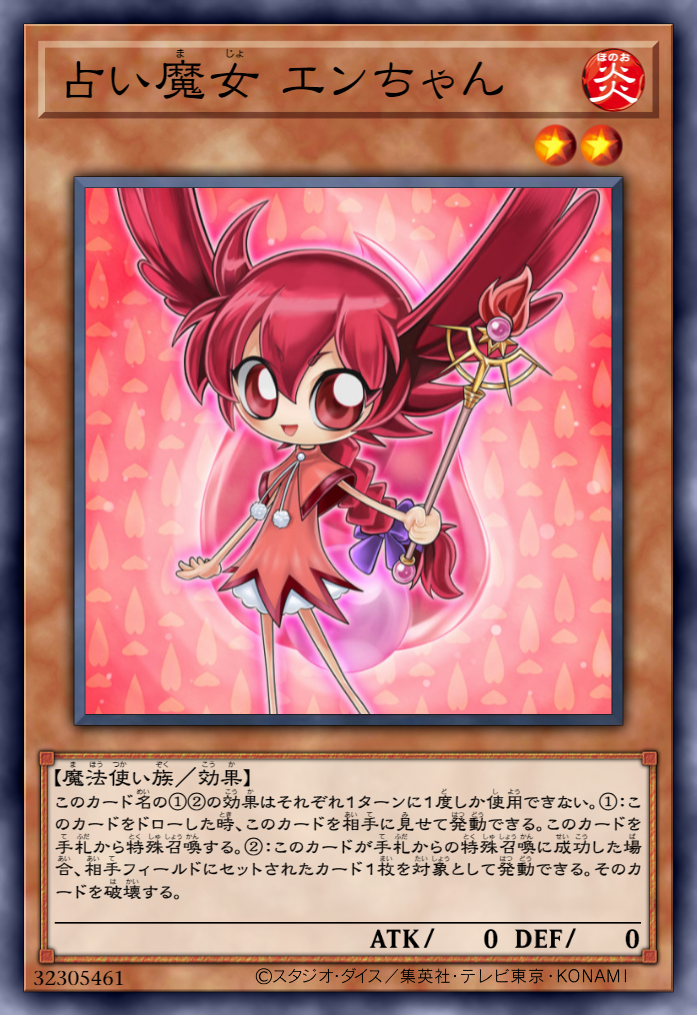 占い魔女 エンちゃん
炎
【魔法使い族／効果】
このカード名の①②の効果はそれぞれ1ターンに1度しか使用できない。①：こ
のカードをドローした時、このカードを相手に見せて発動できる。このカードを
手札から特殊召喚する。②：このカードが手札からの特殊召喚に成功した場
合、相手フィールドにセットされたカード1枚を対象として発動できる。そのカ
ードを破壊する。
ATK/ 0 DEF/ 0
32305461 ©スタジオ・ダイス／集英社・テレビ東京・KONAMI